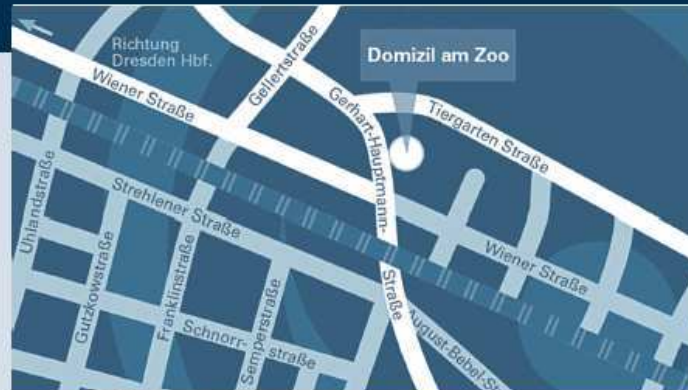 Richtung
Dresden Hbf.
Domizil am Zoo
Wiener Straße
Gellertstraße
Gerhart-Hauptmann-
Straße
Tiergarten Straße
Uhlandstraße
Strehlener Straße
Gutzkowstraße
Franklinstraße
Semperstraße
Schnorr-
straße
Wiener Straße
August-Bebel-St